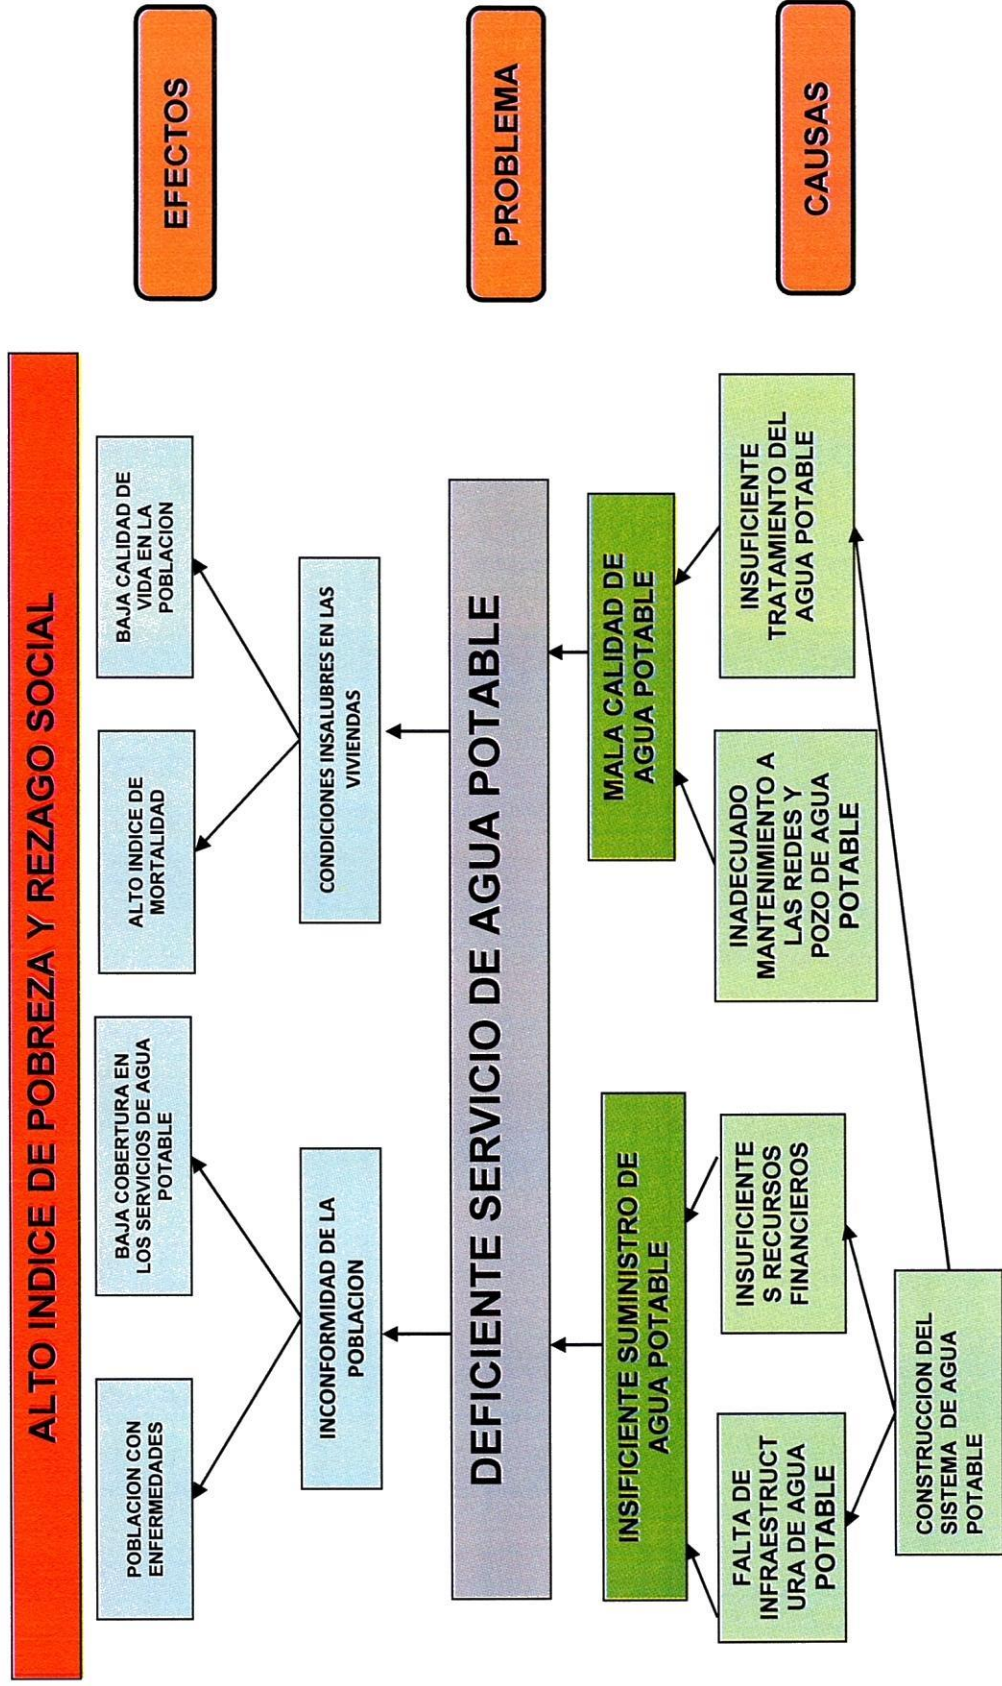 ALTO INDICE DE POBREZA Y REZAGO SOCIAL
POBLACION CON
ENFERMEDADES
BAJA COBERTURA EN
LOS SERVICIOS DE AGUA
POTABLE
ALTO INDICE DE
MORTALIDAD
BAJA CALIDAD DE
VIDA EN LA
POBLACION
EFECTOS
INCONFORMIDAD DE LA
POBLACION
CONDICIONES INSALUBRES EN LAS
VIVIENDAS
DEFICIENTE SERVICIO DE AGUA POTABLE
PROBLEMA
INSIFICIENTE SUMINISTRO DE
AGUA POTABLE
MALA CALIDAD DE
AGUA POTABLE
FALTA DE
INFRAESTRUCT
URA DE AGUA
POTABLE
INSUFICIENTE
S RECURSOS
FINANCIEROS
INADECUADO
MANTENIMIENTO A
LAS REDES Y
POZO DE AGUA
POTABLE
INSUFICIENTE
TRATAMIENTO DEL
AGUA POTABLE
CAUSAS
CONSTRUCCION DEL
SISTEMA DE AGUA
POTABLE